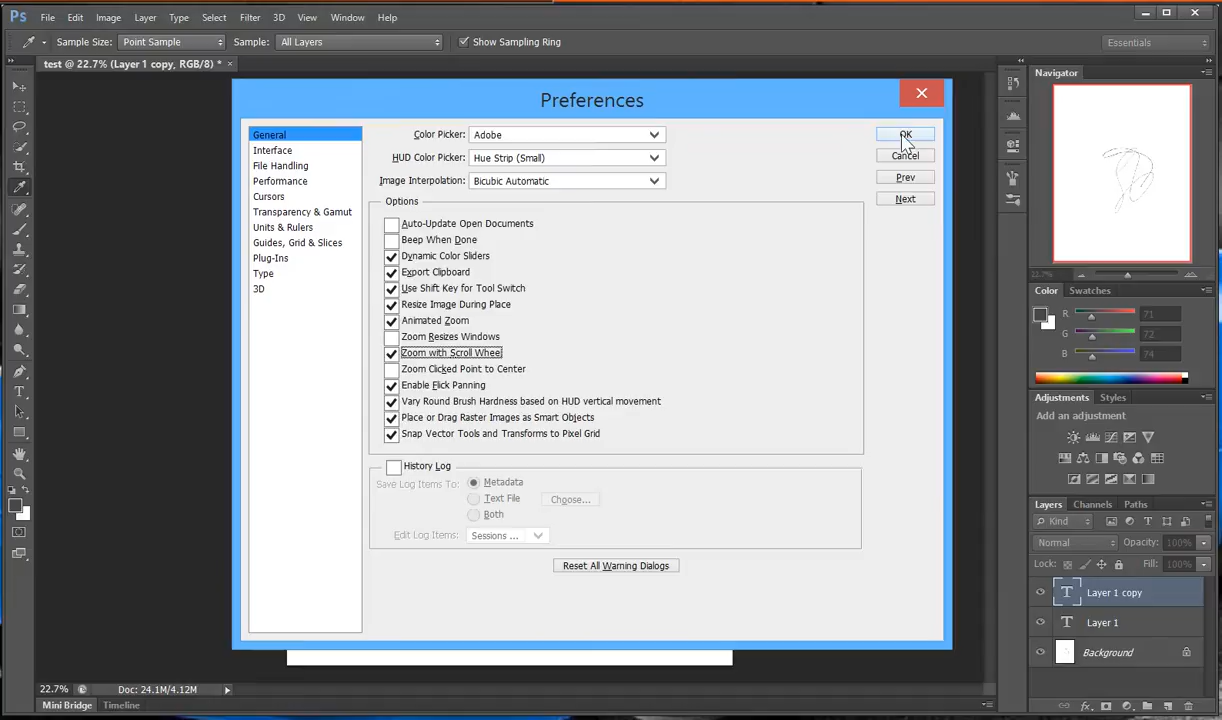 Ps File Edit Image Layer Type Select Filter 3D View Window Help
Sample Size: Point Sample Sample: All Layers Show Sampling Ring Essentials
test @ 22.7% (Layer 1 copy, RGB/8) * ×
Preferences
General
Interface
File Handling
Performance
Cursors
Transparency & Gamut
Units & Rulers
Guides, Grid & Slices
Plug-Ins
Type
3D
Color Picker: Adobe
HUD Color Picker: Hue Strip (Small)
Image Interpolation: Bicubic Automatic
Options
Auto-Update Open Documents
Beep When Done
Dynamic Color Sliders
Export Clipboard
Use Shift Key for Tool Switch
Resize Image During Place
Animated Zoom
Zoom Resizes Windows
Zoom with Scroll Wheel
Zoom Clicked Point to Center
Enable Flick Panning
Vary Round Brush Hardness based on HUD vertical movement
Place or Drag Raster Images as Smart Objects
Snap Vector Tools and Transforms to Pixel Grid
History Log
Save Log Items To: Metadata
Text File Choose...
Both
Edit Log Items: Sessions ...
Reset All Warning Dialogs
OK
Cancel
Prev
Next
Navigator
22.7%
Color Swatches
R 71
G 72
B 74
Adjustments Styles
Add an adjustment
Layers Channels Paths
Kind
Normal Opacity: 100%
Lock: Fill: 100%
Layer 1 copy
Layer 1
Background
22.7% Doc: 24.1M/4.12M
Mini Bridge Timeline